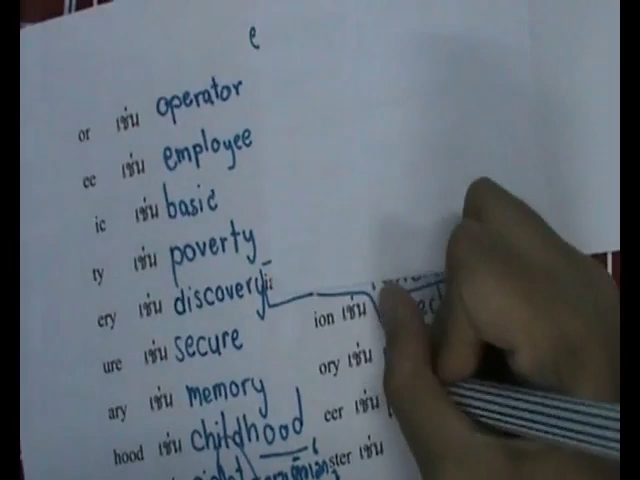 e
or เช่น operator
ee เช่น employee
ic เช่น basic
ty เช่น poverty
ery เช่น discovery
ure เช่น secure
ion เช่น
ary เช่น memory
ory เช่น
hood เช่น childhood
cer เช่น
ster เช่น